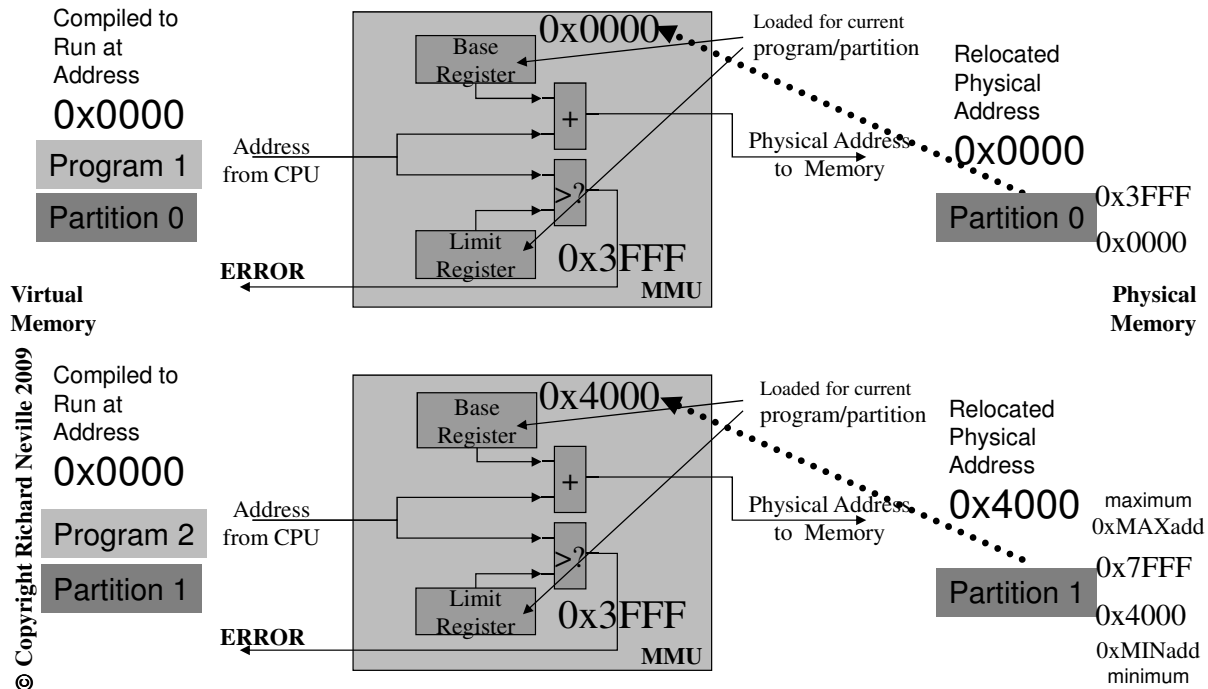 Compiled to
Run at
Address
0x0000
Program 1
Partition 0
Address
from CPU
Base
Register
0x0000
+
>?
Limit
Register
0x3FFF
MMU
ERROR
Loaded for current
program/partition
Physical Address
to Memory
Relocated
Physical
Address
0x0000
Partition 0
0x3FFF
0x0000
Virtual
Memory
Physical
Memory
© Copyright Richard Neville 2009
Compiled to
Run at
Address
0x0000
Program 2
Partition 1
Address
from CPU
Base
Register
0x4000
+
>?
Limit
Register
0x3FFF
MMU
ERROR
Loaded for current
program/partition
Physical Address
to Memory
Relocated
Physical
Address
0x4000
Partition 1
maximum
0xMAXadd
0x7FFF
0x4000
0xMINadd
minimum